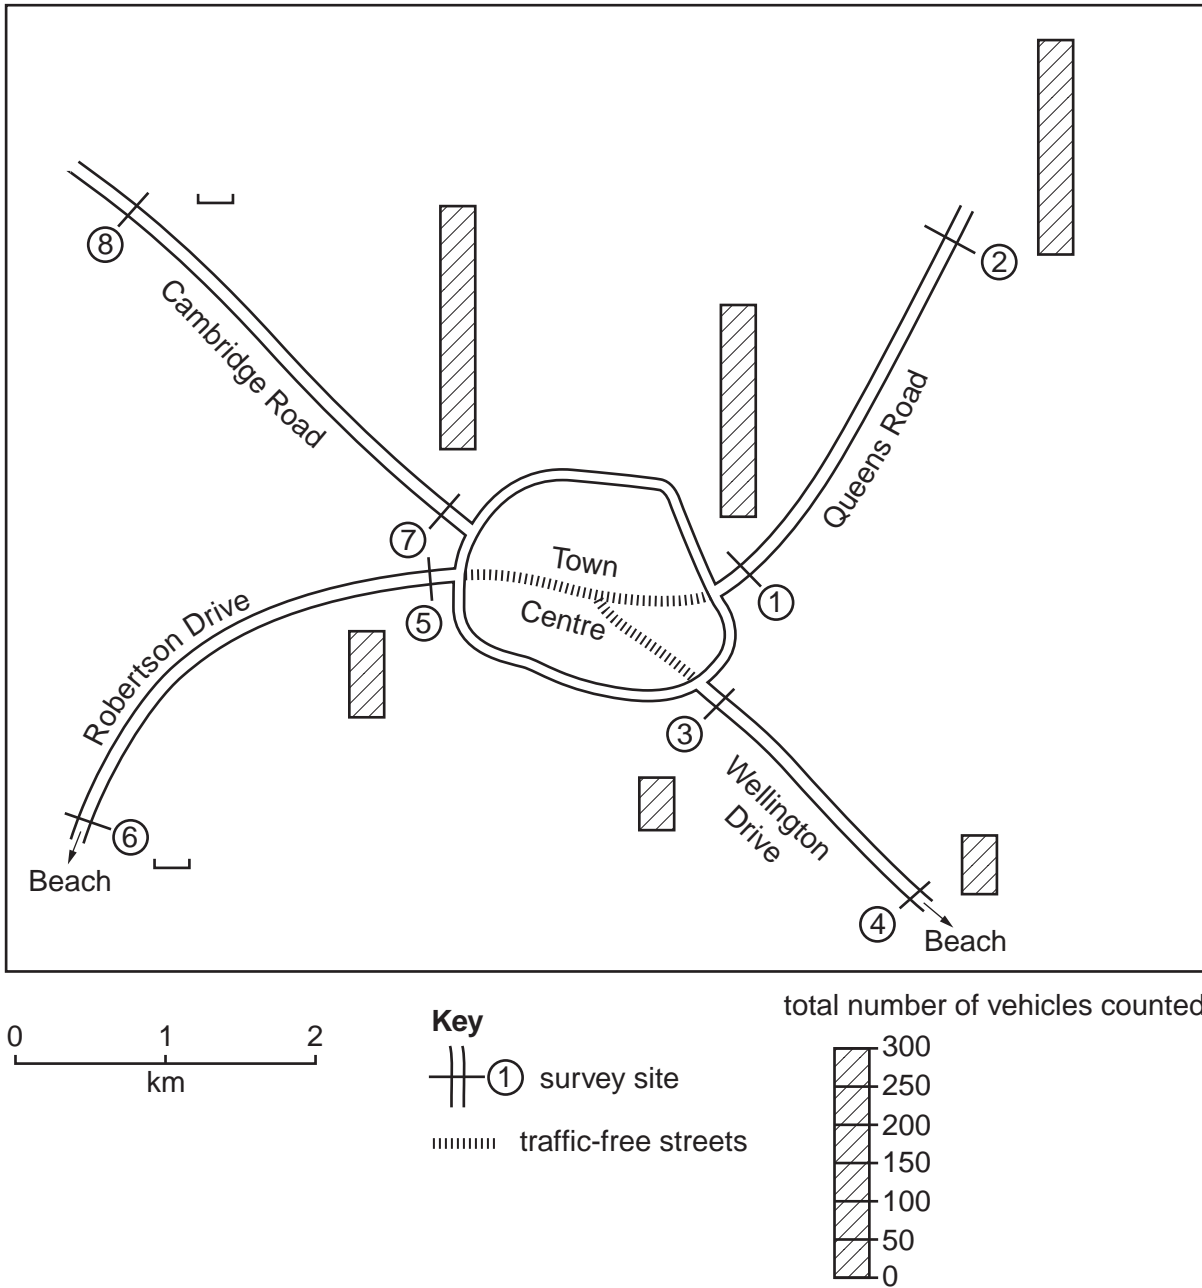 8
2
Cambridge Road
Queens Road
7
Town
Centre
1
5
Robertson Drive
3
Wellington
Drive
6
Beach
4
Beach
0 1 2
km
Key
1 survey site
traffic-free streets
total number of vehicles counted
300
250
200
150
100
50
0